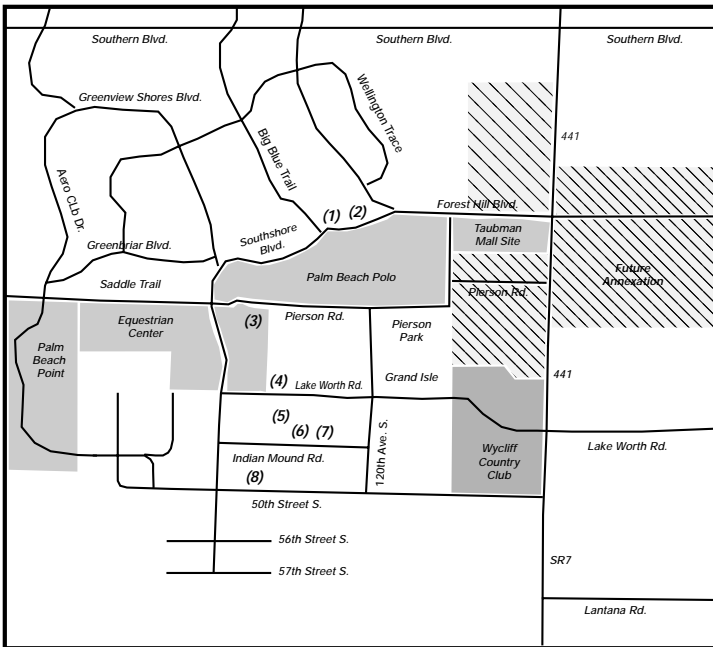 Southern Blvd.
Southern Blvd.
Southern Blvd.
Greenview Shores Blvd.
Wellington Trace
Big Blue Trail
441
Aero CLb Dr.
(1)
(2)
Forest Hill Blvd.
Southshore
Blvd.
Taubman
Mall Site
Greenbriar Blvd.
Palm Beach Polo
Future
Annexation
Saddle Trail
Pierson Rd.
Equestrian
Center
(3)
Pierson Rd.
Pierson
Park
Palm
Beach
Point
(4)
Lake Worth Rd.
Grand Isle
441
(5)
(6)
(7)
120th Ave. S.
Wycliff
Country
Club
Lake Worth Rd.
Indian Mound Rd.
(8)
50th Street S.
56th Street S.
57th Street S.
SR7
Lantana Rd.